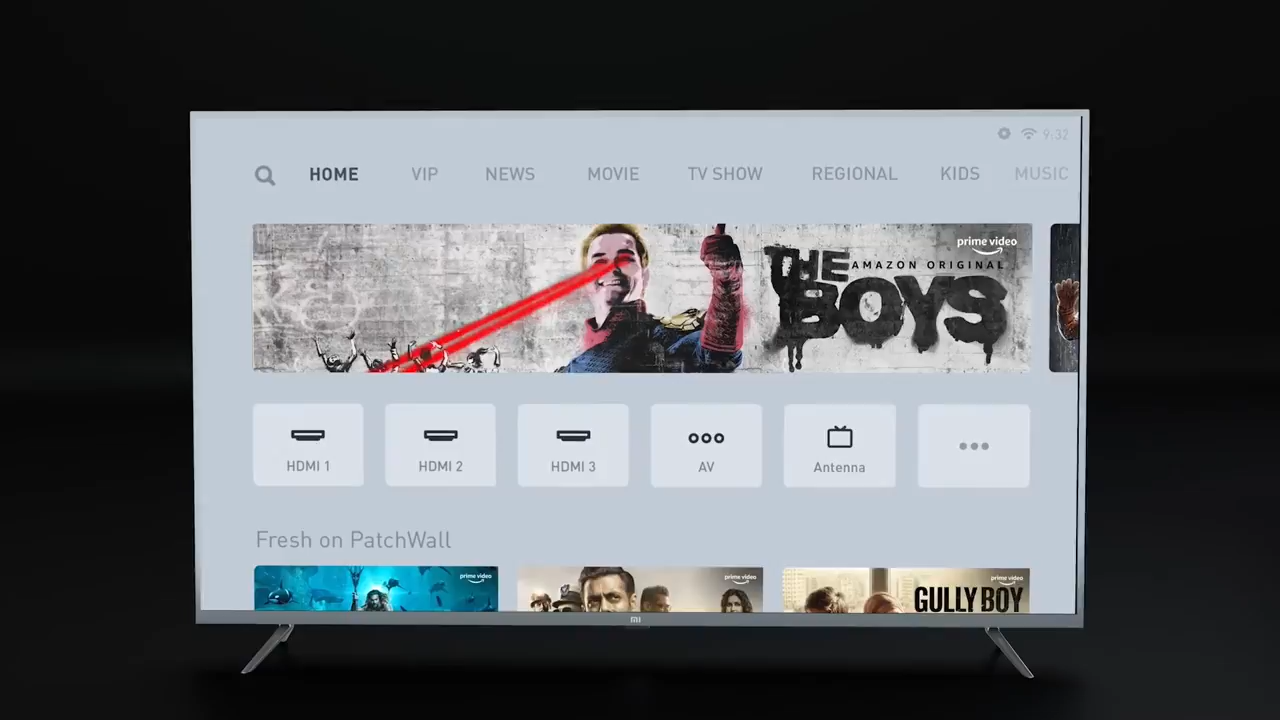 9:32
HOME VIP NEWS MOVIE TV SHOW REGIONAL KIDS MUSIC
prime video
THE
AMAZON ORIGINAL
BOYS
HDMI 1 HDMI 2 HDMI 3 AV Antenna
Fresh on PatchWall
prime video prime video prime video
GULLY BOY
MI